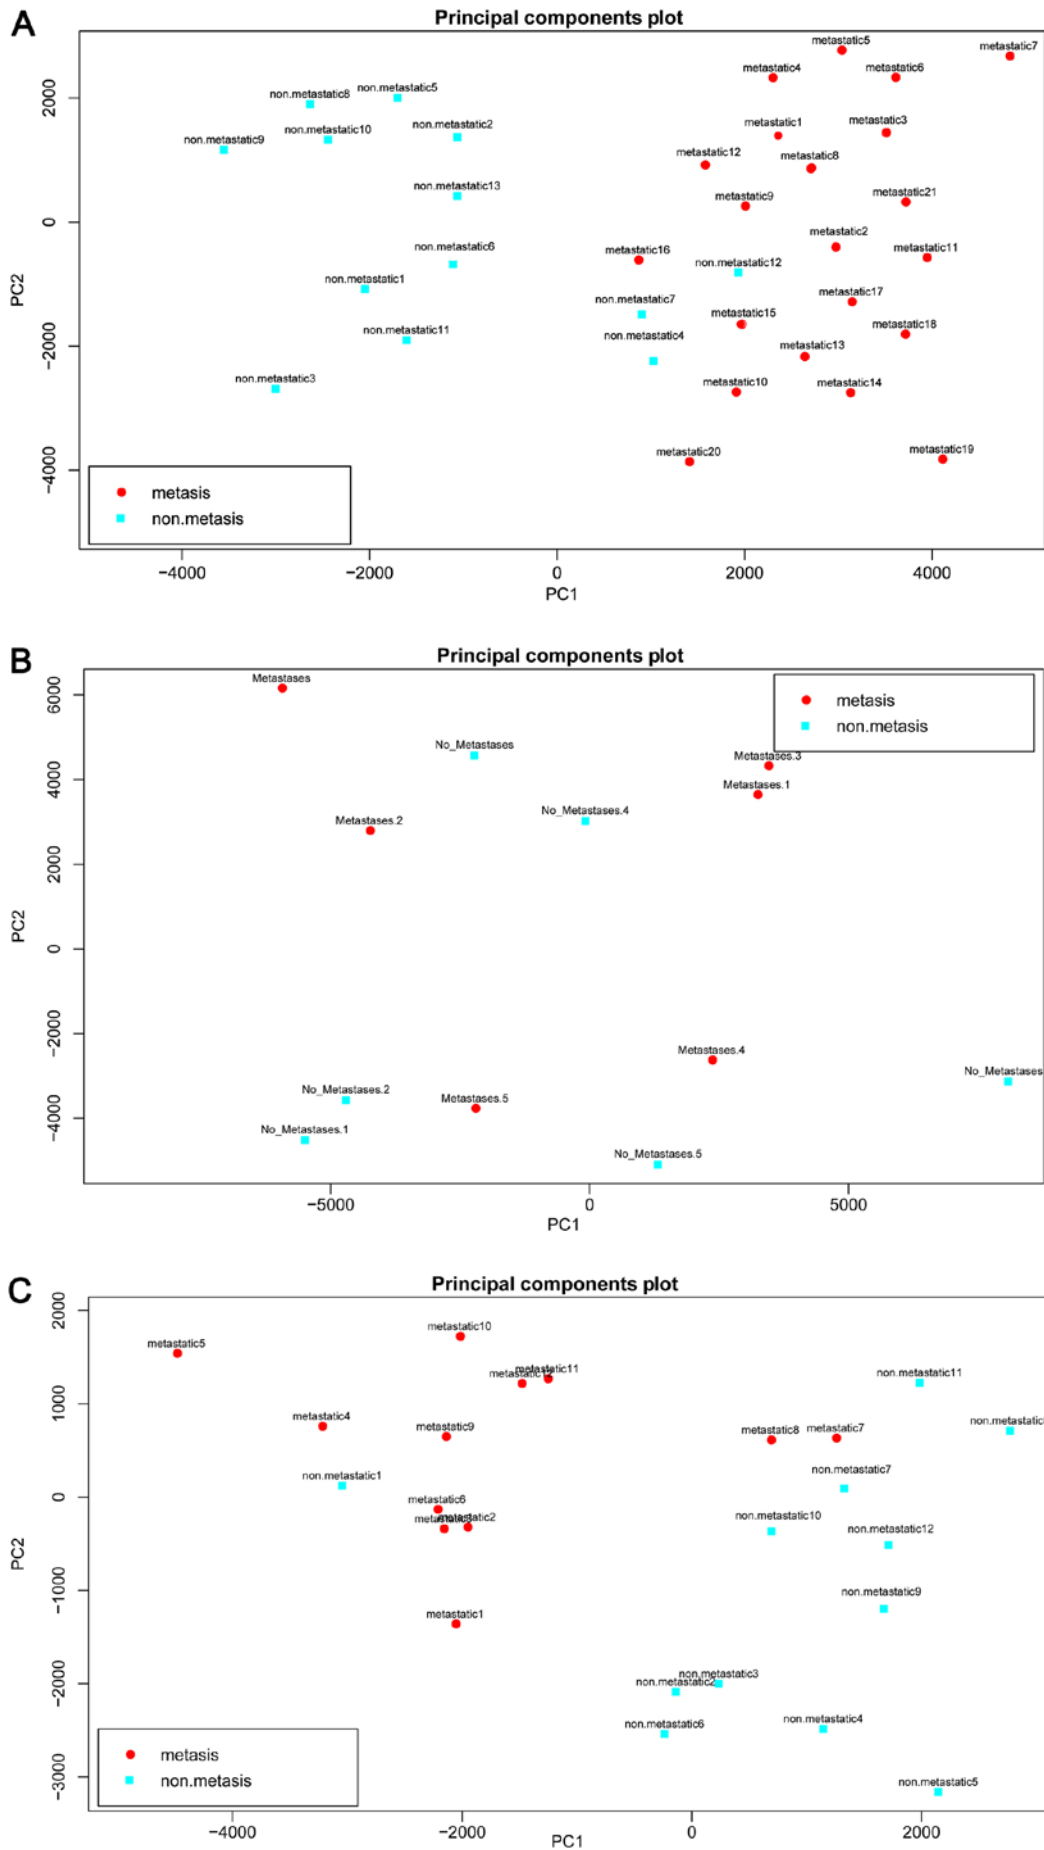 A
Principal components plot
metastatic5
metastatic7
metastatic4
metastatic6
non.metastatic5
non.metastatic8
metastatic3
metastatic1
non.metastatic2
non.metastatic10
non.metastatic9
metastatic12
metastatic8
non.metastatic13
metastatic9
metastatic21
metastatic2
non.metastatic6
metastatic16
metastatic11
non.metastatic12
non.metastatic1
non.metastatic7
metastatic17
metastatic15
non.metastatic11
non.metastatic4
metastatic18
metastatic13
non.metastatic3
metastatic10
metastatic14
metastatic20
metastatic19
2000
0
−2000
−4000
PC2
metasis
non.metasis
−4000 −2000 0 2000 4000
PC1
B
Principal components plot
Metastases
metasis
non.metasis
No_Metastases
Metastases.3
Metastases.1
No_Metastases.4
Metastases.2
Metastases.4
No_Metastases
No_Metastases.2
Metastases.5
No_Metastases.1
No_Metastases.5
6000
4000
2000
0
−2000
−4000
PC2
−5000 0 5000
PC1
C
Principal components plot
metastatic10
metastatic5
metastatic11
metastatic12
non.metastatic11
metastatic4
metastatic9
metastatic8
metastatic7
non.metastatic
non.metastatic1
non.metastatic7
metastatic6
metastatic2
non.metastatic10
non.metastatic12
non.metastatic9
metastatic1
non.metastatic3
non.metastatic2
non.metastatic6
non.metastatic4
non.metastatic5
2000
1000
0
−1000
−2000
−3000
PC2
metasis
non.metasis
−4000 −2000 0 2000
PC1